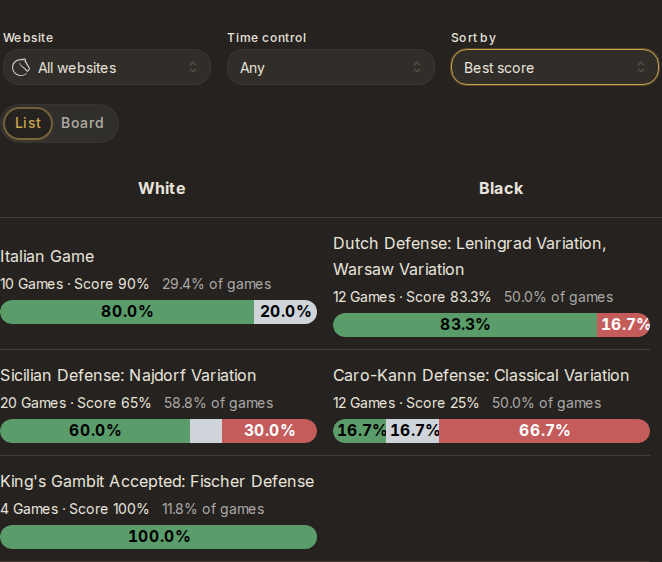 Website
Time control
Sort by
All websites
Any
Best score
List
Board
White
Black
Italian Game
10 Games · Score 90% 29.4% of games
80.0% 20.0%
Dutch Defense: Leningrad Variation,
Warsaw Variation
12 Games · Score 83.3% 50.0% of games
83.3% 16.7%
Sicilian Defense: Najdorf Variation
20 Games · Score 65% 58.8% of games
60.0% 30.0%
Caro-Kann Defense: Classical Variation
12 Games · Score 25% 50.0% of games
16.7% 16.7% 66.7%
King's Gambit Accepted: Fischer Defense
4 Games · Score 100% 11.8% of games
100.0%